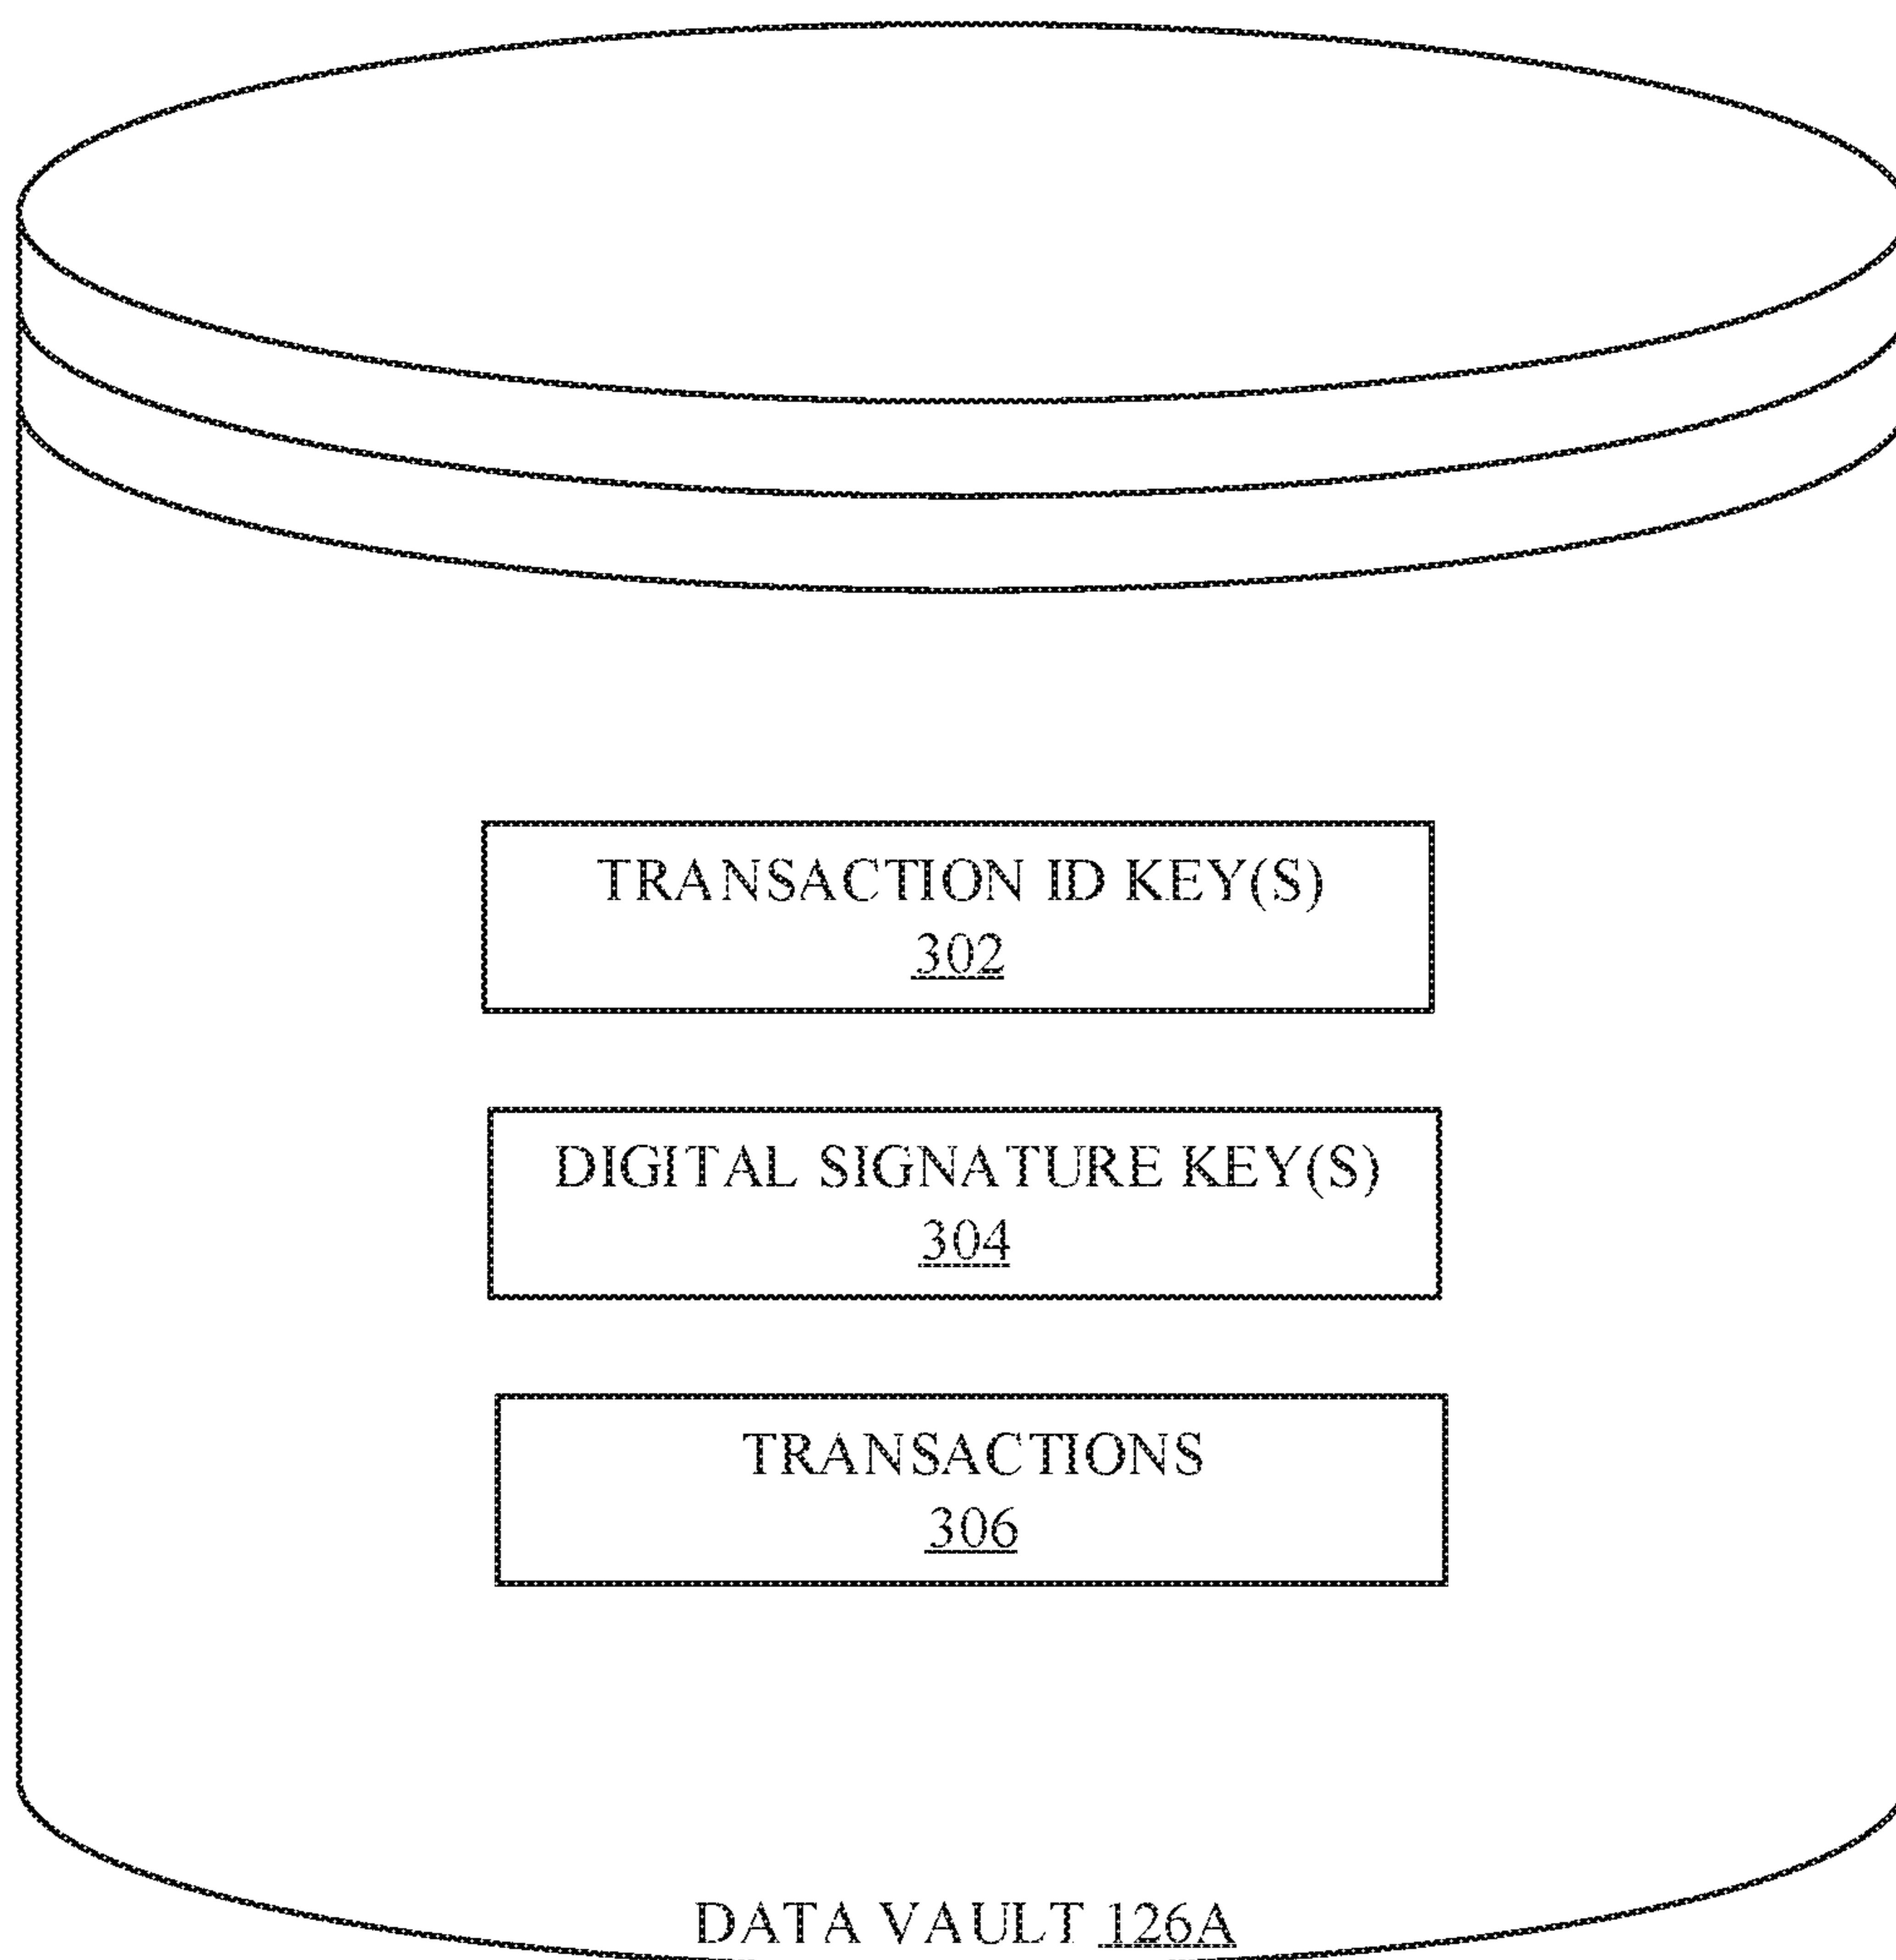 TRANSACTION ID KEY(S)
302
DIGITAL SIGNATURE KEY(S)
304
TRANSACTIONS
306
DATA VAULT 126A